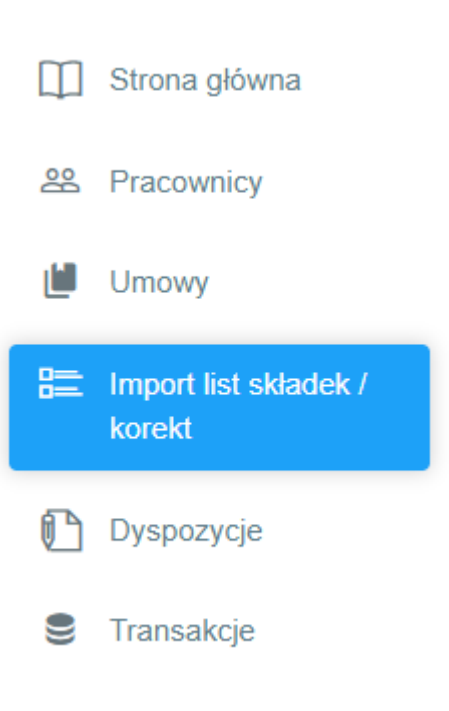 Strona główna
Pracownicy
Umowy
Import list składek /
korekt
Dyspozycje
Transakcje